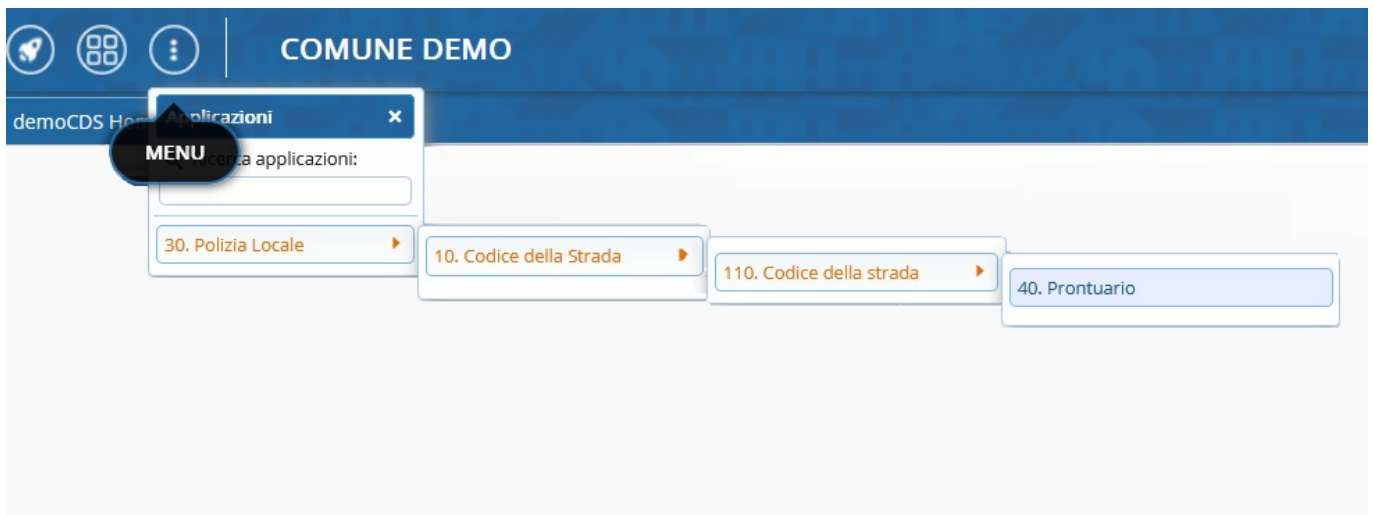 COMUNE DEMO
demoCDS
Applicazioni
MENU
applicazioni:
30. Polizia Locale
10. Codice della Strada
110. Codice della strada
40. Prontuario